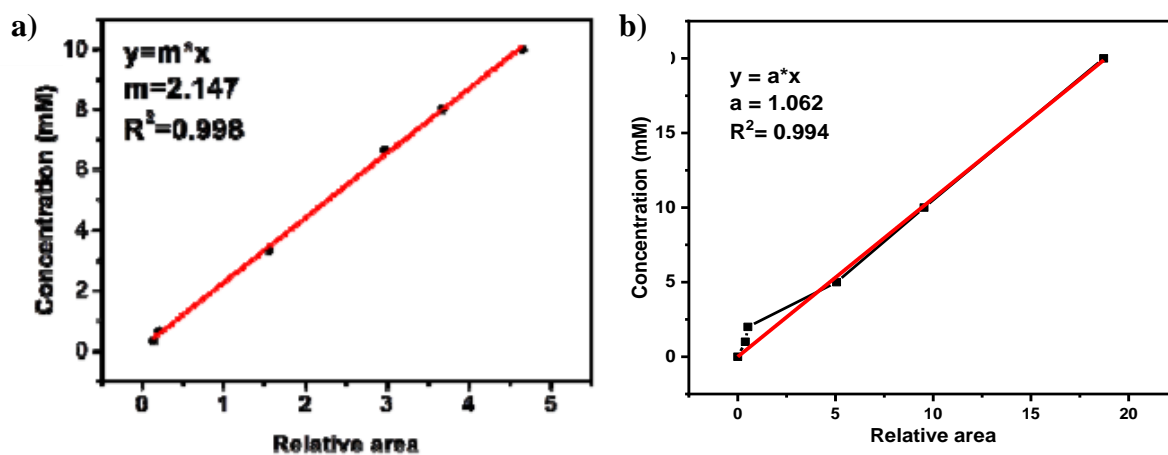 a)
y=m*x
m=2.147
R²=0.998
Concentration (mM)
10
8
6
4
2
0
0 1 2 3 4 5
Relative area
b)
y = a*x
a = 1.062
R²= 0.994
Concentration (mM)
15
10
5
0
0 5 10 15 20
Relative area